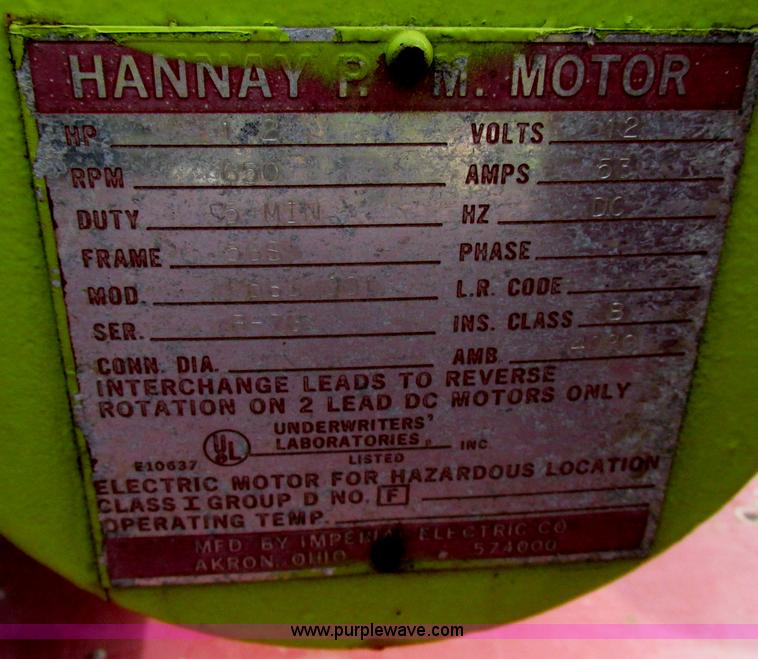 HANNAY P. M. MOTOR
HP 1/2 VOLTS 12
RPM 650 AMPS 53
DUTY 5 MIN HZ DC
FRAME PHASE
MOD L.R. CODE
SER. INS. CLASS B
CONN. DIA. AMB.
INTERCHANGE LEADS TO REVERSE
ROTATION ON 2 LEAD DC MOTORS ONLY
UNDERWRITERS'
UL LABORATORIES, INC
E10637 LISTED
ELECTRIC MOTOR FOR HAZARDOUS LOCATION
CLASS I GROUP D NO. F
OPERATING TEMP.
MFD BY IMPERIAL ELECTRIC CO
AKRON, OHIO 574000
www.purplewave.com